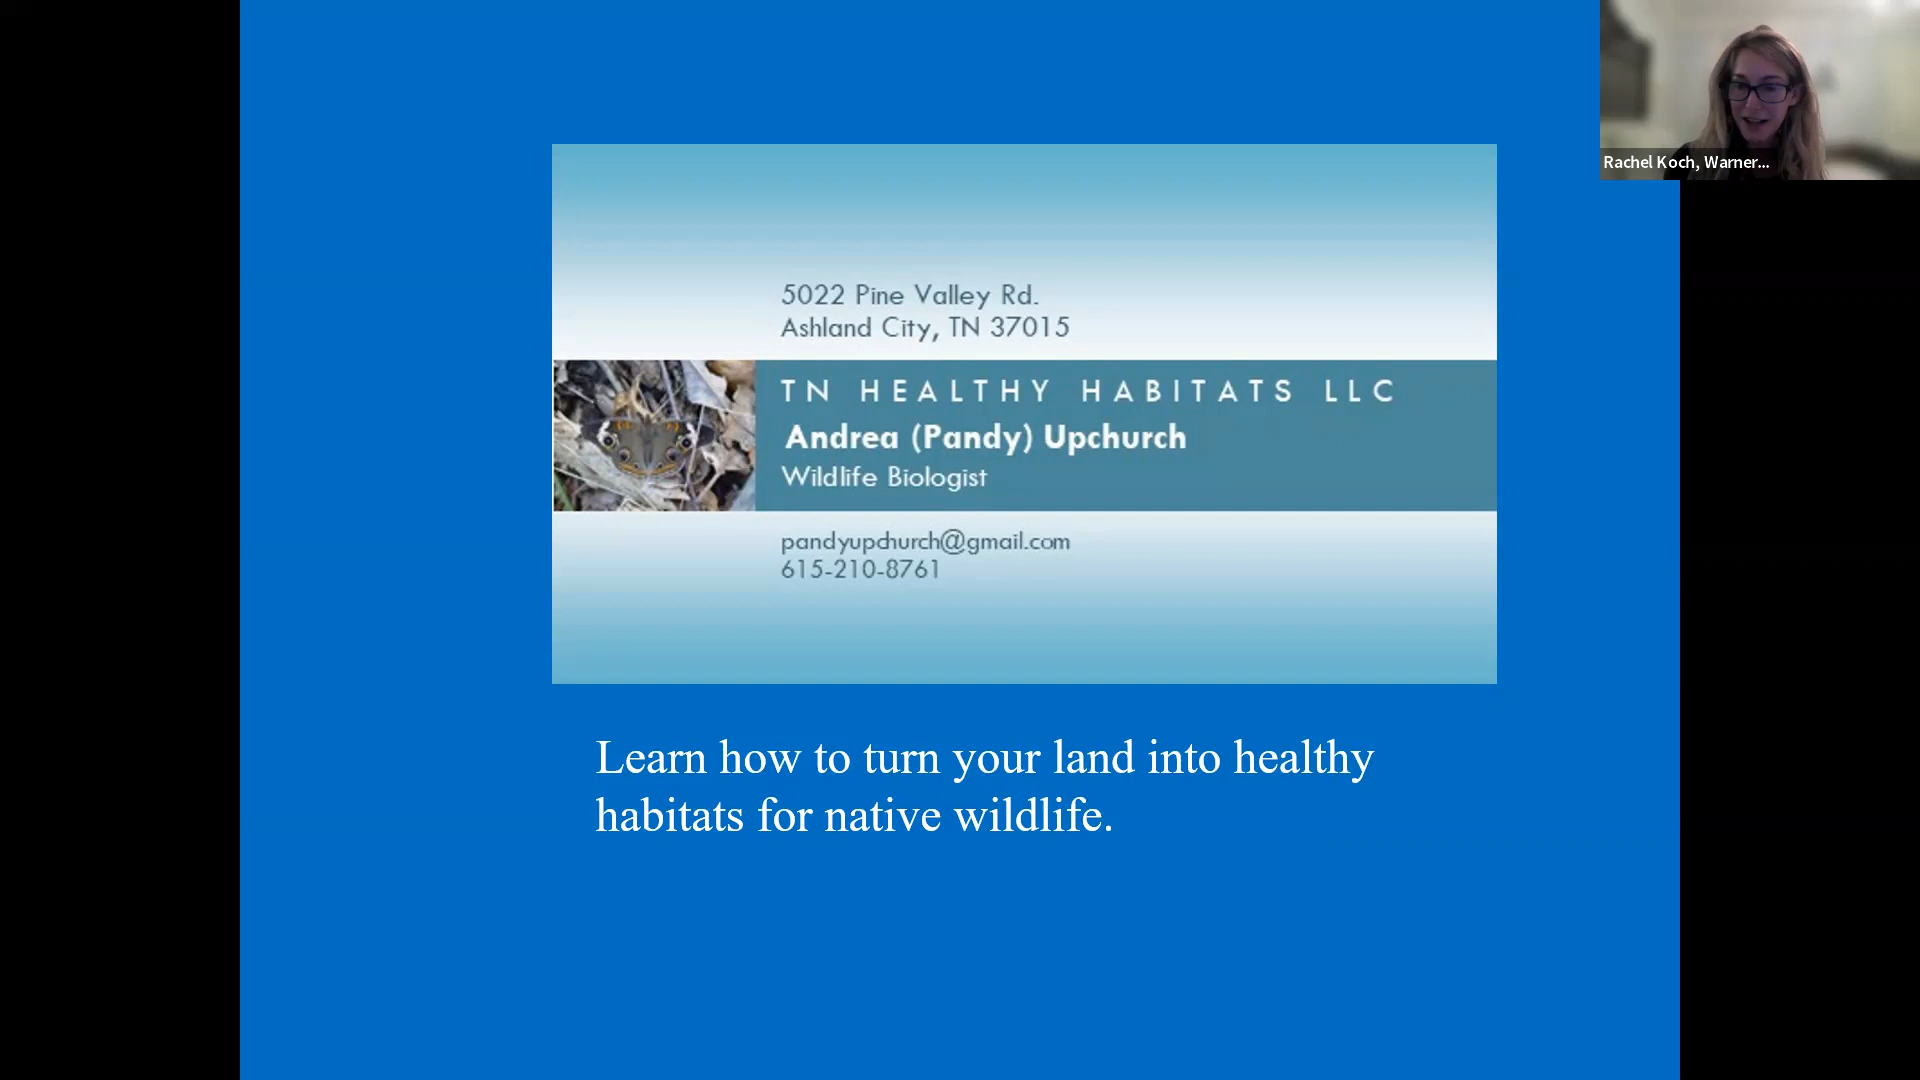 Rachel Koch, Warner...
5022 Pine Valley Rd.
Ashland City, TN 37015
TN HEALTHY HABITATS LLC
Andrea (Pandy) Upchurch
Wildlife Biologist
pandyupchurch@gmail.com
615-210-8761
Learn how to turn your land into healthy
habitats for native wildlife.